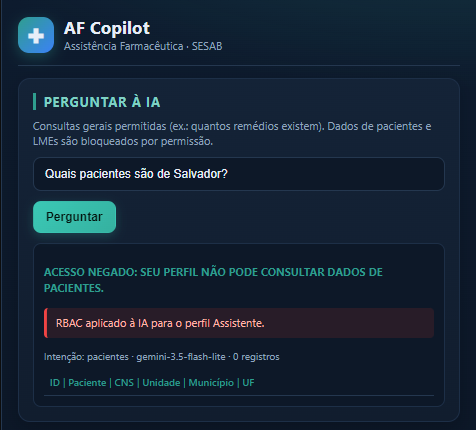 AF Copilot
Assistência Farmacêutica · SESAB
PERGUNTAR À IA
Consultas gerais permitidas (ex.: quantos remédios existem). Dados de pacientes e
LMEs são bloqueados por permissão.
Quais pacientes são de Salvador?
Perguntar
ACESSO NEGADO: SEU PERFIL NÃO PODE CONSULTAR DADOS DE
PACIENTES.
RBAC aplicado à IA para o perfil Assistente.
Intenção: pacientes · gemini-3.5-flash-lite · 0 registros
ID | Paciente | CNS | Unidade | Município | UF